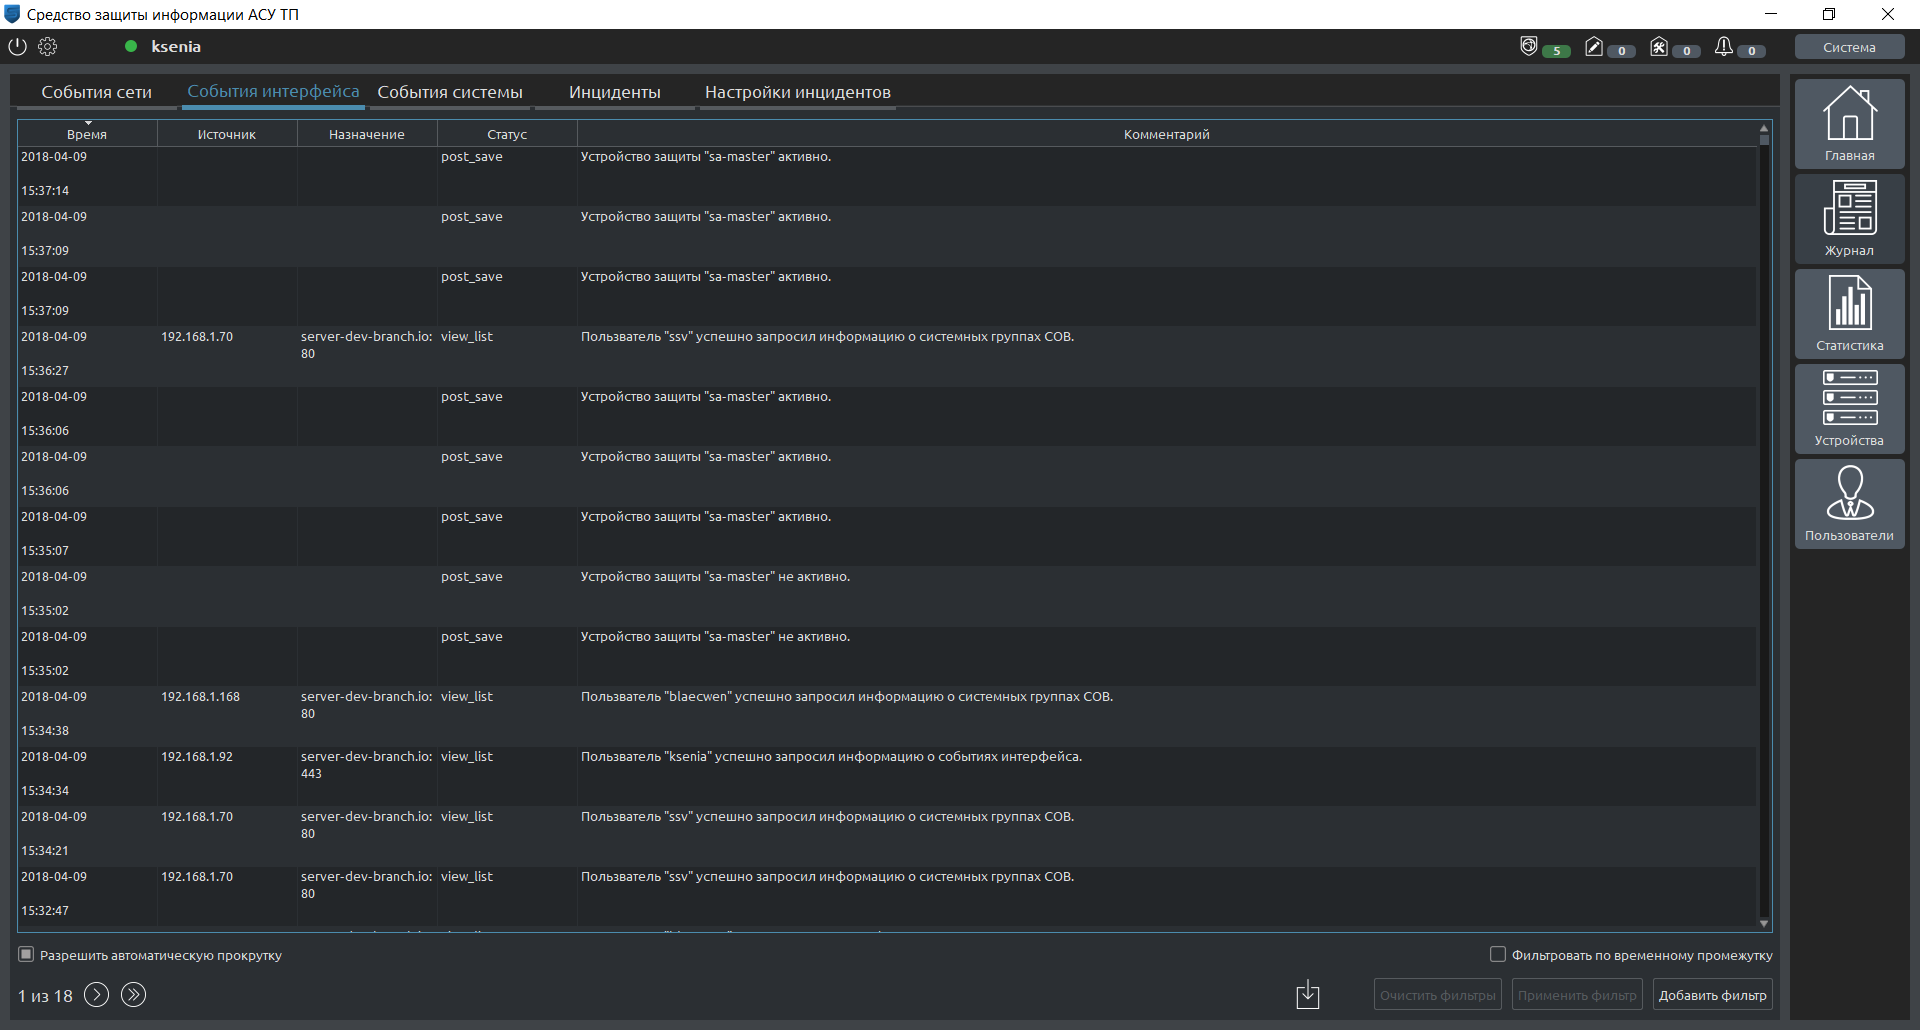 Средство защиты информации АСУ ТП
ksenia
5
0
0
0
Система
События сети
События интерфейса
События системы
Инциденты
Настройки инцидентов
Время
Источник
Назначение
Статус
Комментарий
2018-04-09 post_save Устройство защиты "sa-master" активно.
15:37:14
2018-04-09 post_save Устройство защиты "sa-master" активно.
15:37:09
2018-04-09 post_save Устройство защиты "sa-master" активно.
15:37:09
2018-04-09 192.168.1.70 server-dev-branch.io: view_listОльзватель "ssv" успешно запросил информацию о системных группах СОВ.
80
15:36:27
2018-04-09 post_save Устройство защиты "sa-master" активно.
15:36:06
2018-04-09 post_save Устройство защиты "sa-master" активно.
15:36:06
2018-04-09 post_save Устройство защиты "sa-master" активно.
15:35:07
2018-04-09 post_save Устройство защиты "sa-master" не активно.
15:35:02
2018-04-09 post_save Устройство защиты "sa-master" не активно.
15:35:02
2018-04-09 192.168.1.168 server-dev-branch.io: view_list Ползватель "blaecwen" успешно запросил информацию о системных группах СОВ.
80
15:34:38
2018-04-09 192.168.1.92 server-dev-branch.io: view_list Пользватель "ksenia" успешно запросил информацию о событиях интерфейса.
443
15:34:34
2018-04-09 192.168.1.70 server-dev-branch.io: view_list Пользватель "ssv" успешно запросил информацию о системных группах СОВ.
80
15:34:21
2018-04-09 192.168.1.70 server-dev-branch.io: view_list Пользватель "ssv" успешно запросил информацию о системных группах СОВ.
80
15:32:47
Разрешить автоматическую прокрутку
Фильтровать по временному промежутку
1 из 18
Очистить фильтры
Применить фильтр
Добавить фильтр
Главная
Журнал
Статистика
Устройства
Пользователи